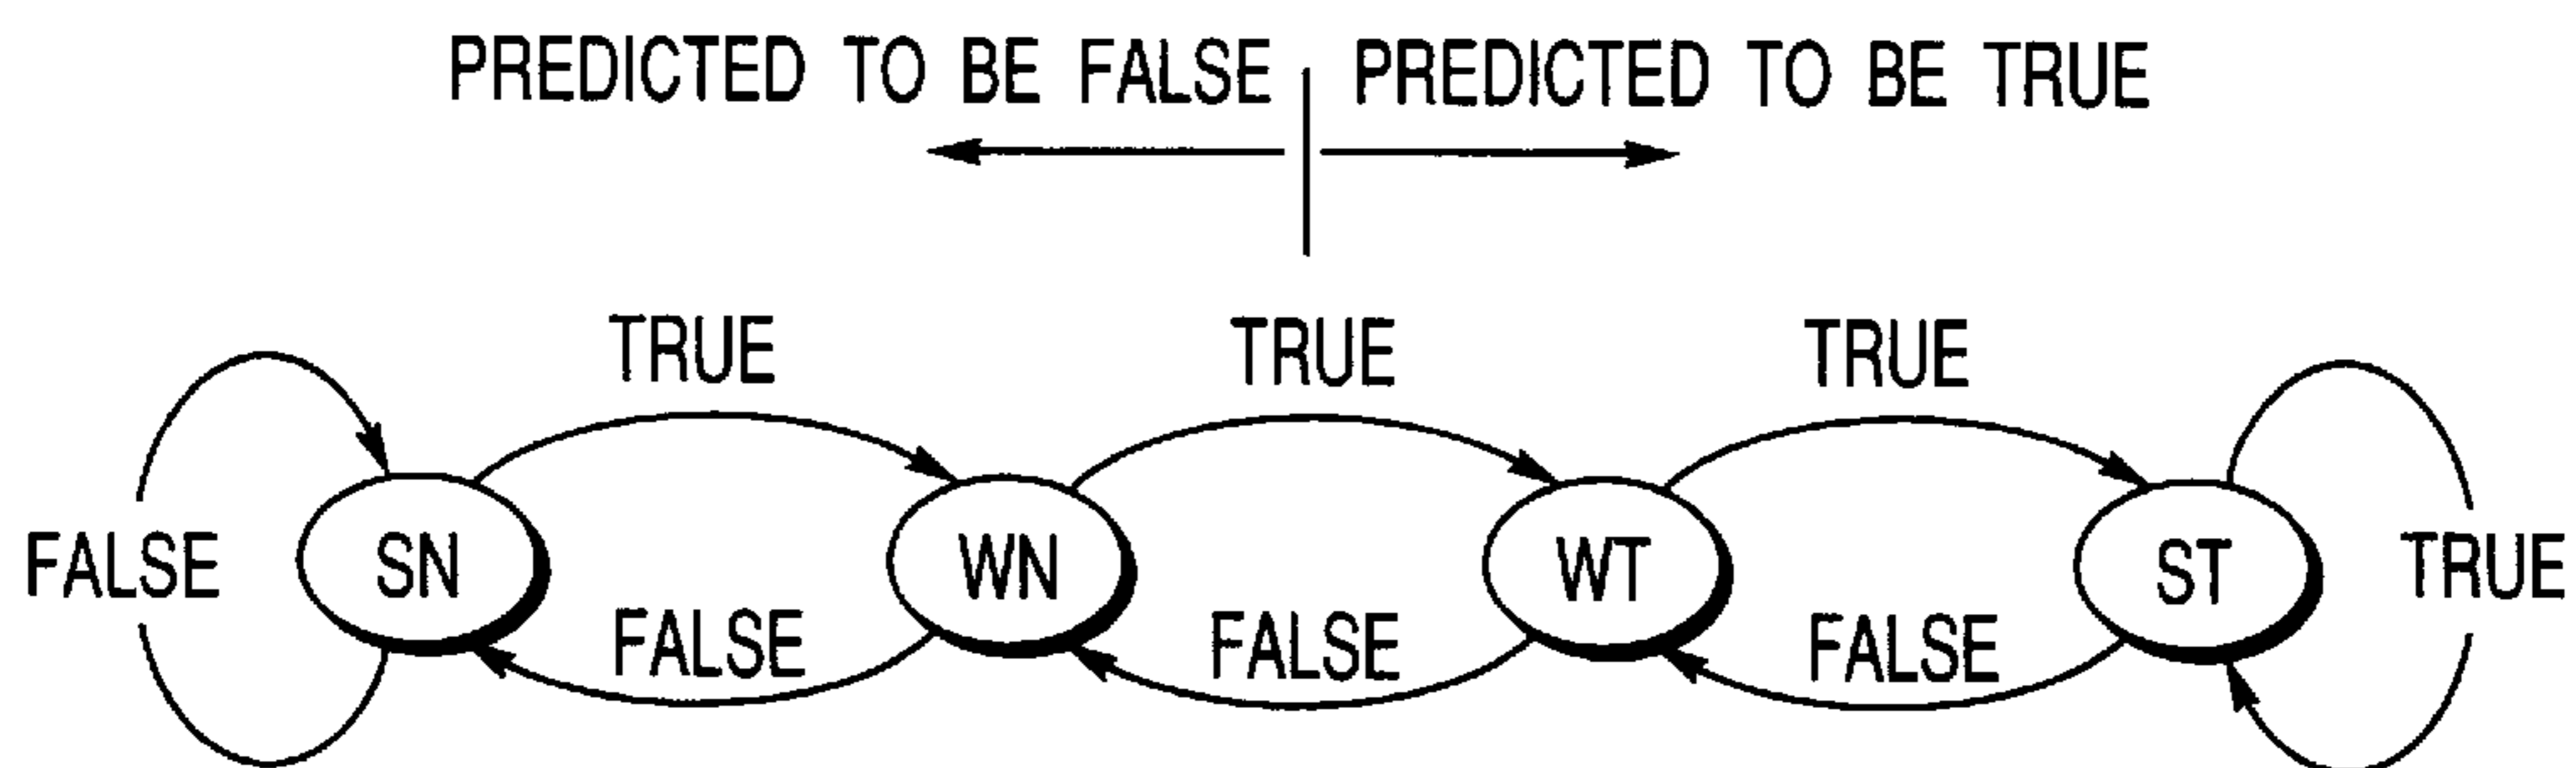 PREDICTED TO BE FALSE PREDICTED TO BE TRUE
TRUE TRUE TRUE
FALSE SN WN WT ST TRUE
FALSE FALSE FALSE